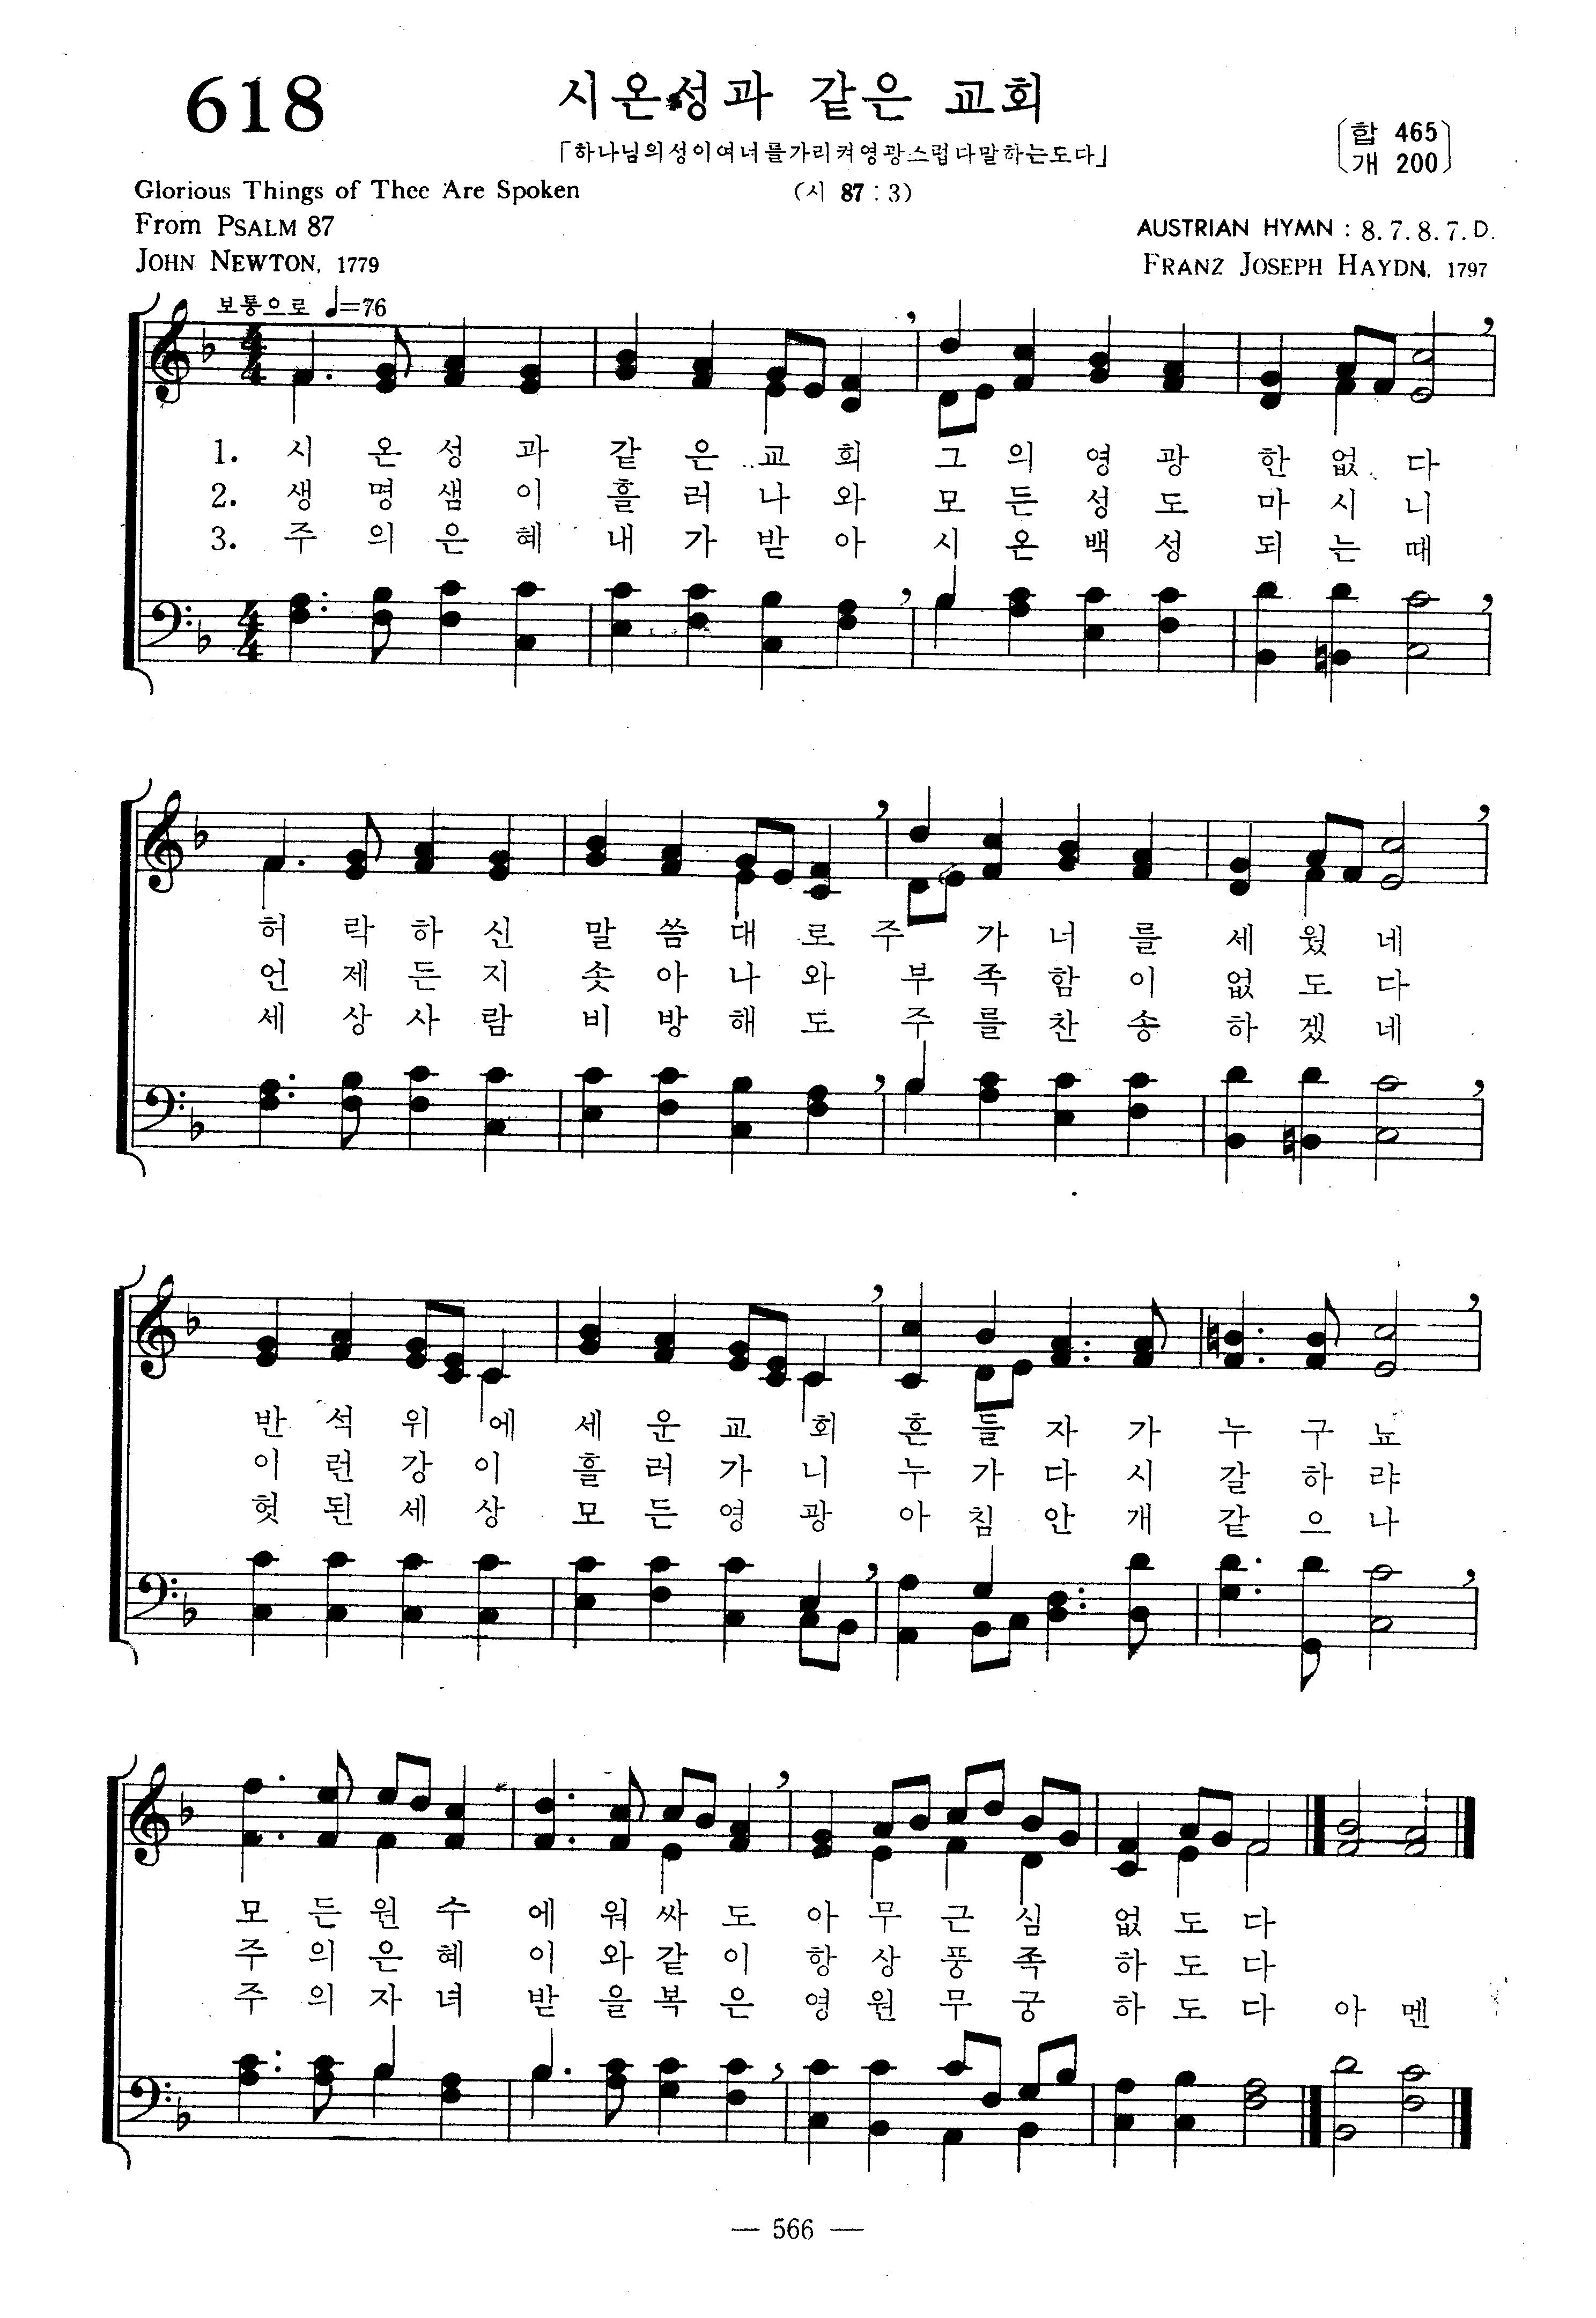 618
시온성과 같은 교회
「하나님의성이여너를가리켜영광스럽다말하는도다」
(시 87 : 3)
〔합 465〕
〔개 200〕
Glorious Things of Thee Are Spoken
From PSALM 87
JOHN NEWTON, 1779
AUSTRIAN HYMN : 8. 7. 8. 7. D.
FRANZ JOSEPH HAYDN, 1797
보통으로 ♩=76
1. 시 온 성 과 같 은 교 회 그 의 영 광 한 없 다
2. 생 명 샘 이 흘 러 나 와 모 든 성 도 마 시 니
3. 주 의 은 혜 내 가 받 아 시 온 백 성 되 는 때
허 락 하 신 말 씀 대 로 주 가 너 를 세 웠 네
언 제 든 지 솟 아 나 와 부 족 함 이 없 도 다
세 상 사 람 비 방 해 도 주 를 찬 송 하 겠 네
반 석 위 에 세 운 교 회 흔 들 자 가 누 구 뇨
이 런 강 이 흘 러 가 니 누 가 다 시 갈 하 랴
헛 된 세 상 모 든 영 광 아 침 안 개 같 으 나
모 든 원 수 에 워 싸 도 아 무 근 심 없 도 다
주 의 은 혜 이 와 같 이 항 상 풍 족 하 도 다
주 의 자 녀 받 을 복 은 영 원 무 궁 하 도 다 아 멘
— 566 —